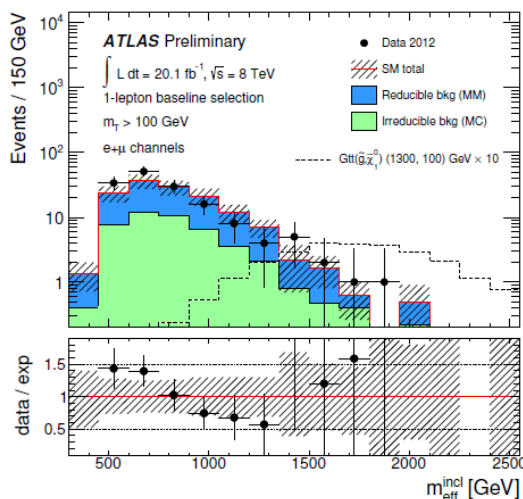 ATLAS Preliminary
∫ L dt = 20.1 fb⁻¹, √s = 8 TeV
1-lepton baseline selection
m_T > 100 GeV
e+μ channels
Data 2012
SM total
Reducible bkg (MM)
Irreducible bkg (MC)
Gtt(g̃,χ̃₁⁰) (1300, 100) GeV × 10
Events / 150 GeV
10⁴
10³
10²
10
1
data / exp
1.5
1
0.5
500 1000 1500 2000 2500
m_eff^incl [GeV]